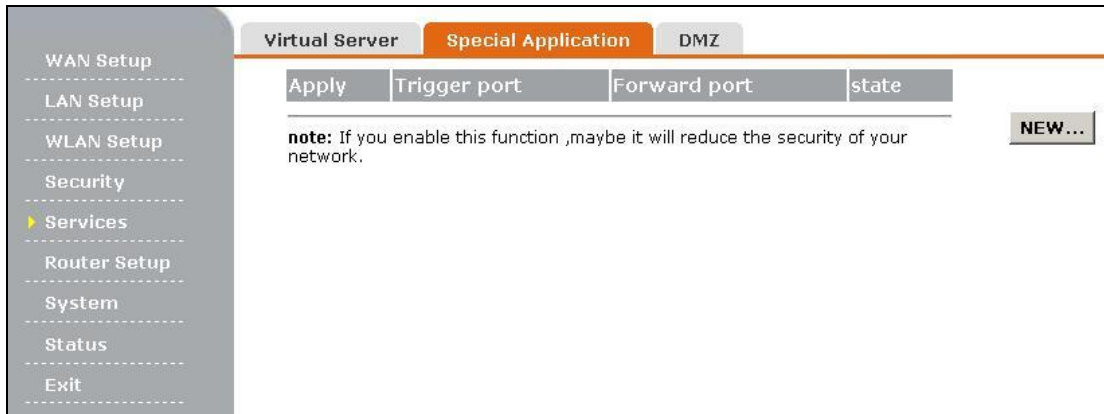 WAN Setup
LAN Setup
WLAN Setup
Security
Services
Router Setup
System
Status
Exit
Virtual Server Special Application DMZ
Apply Trigger port Forward port state
note: If you enable this function ,maybe it will reduce the security of your
network.
NEW...